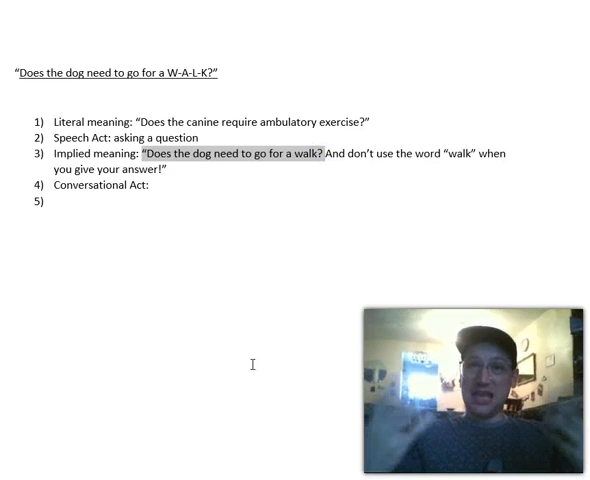 “Does the dog need to go for a W-A-L-K?”
1) Literal meaning: “Does the canine require ambulatory exercise?”
2) Speech Act: asking a question
3) Implied meaning: “Does the dog need to go for a walk? And don’t use the word “walk” when
you give your answer!”
4) Conversational Act:
5)